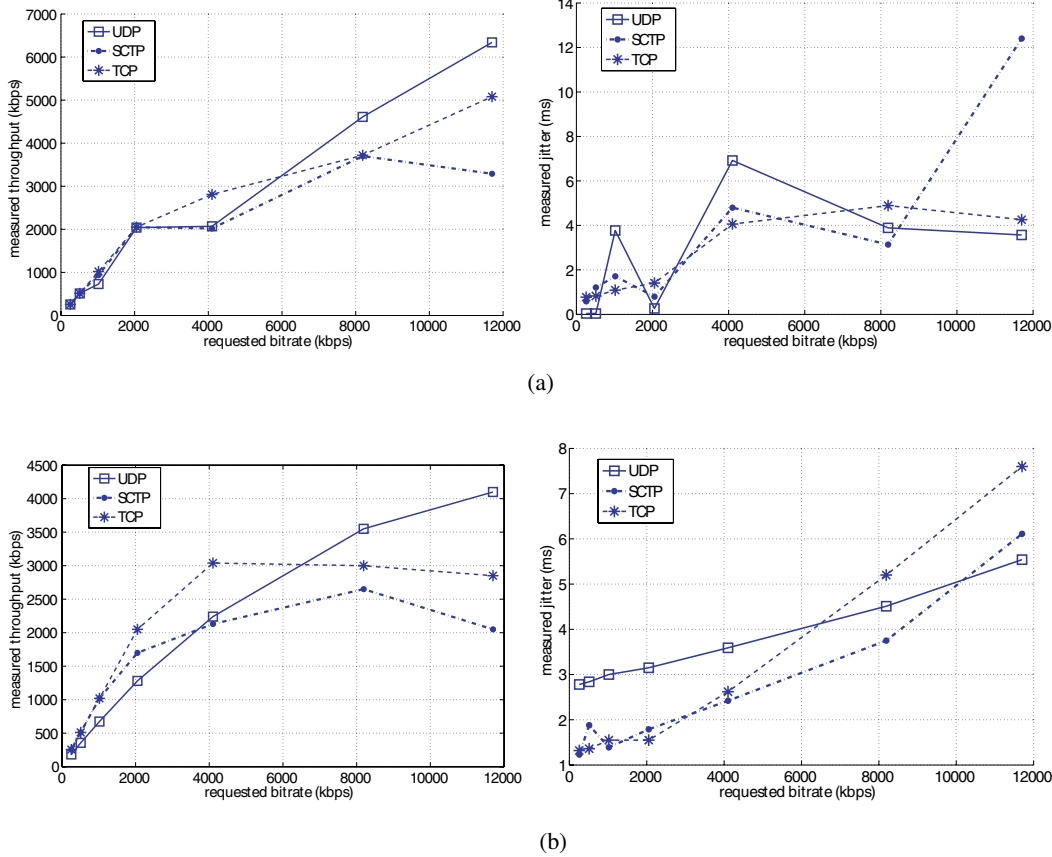 7000
6000
5000
4000
3000
2000
1000
0
measured throughput (kbps)
UDP
SCTP
TCP
0 2000 4000 6000 8000 10000 12000
requested bitrate (kbps)
14
12
10
8
6
4
2
0
measured jitter (ms)
UDP
SCTP
TCP
0 2000 4000 6000 8000 10000 12000
requested bitrate (kbps)
(a)
4500
4000
3500
3000
2500
2000
1500
1000
500
0
measured throughput (kbps)
UDP
SCTP
TCP
0 2000 4000 6000 8000 10000 12000
requested bitrate (kbps)
8
7
6
5
4
3
2
1
measured jitter (ms)
UDP
SCTP
TCP
0 2000 4000 6000 8000 10000 12000
requested bitrate (kbps)
(b)